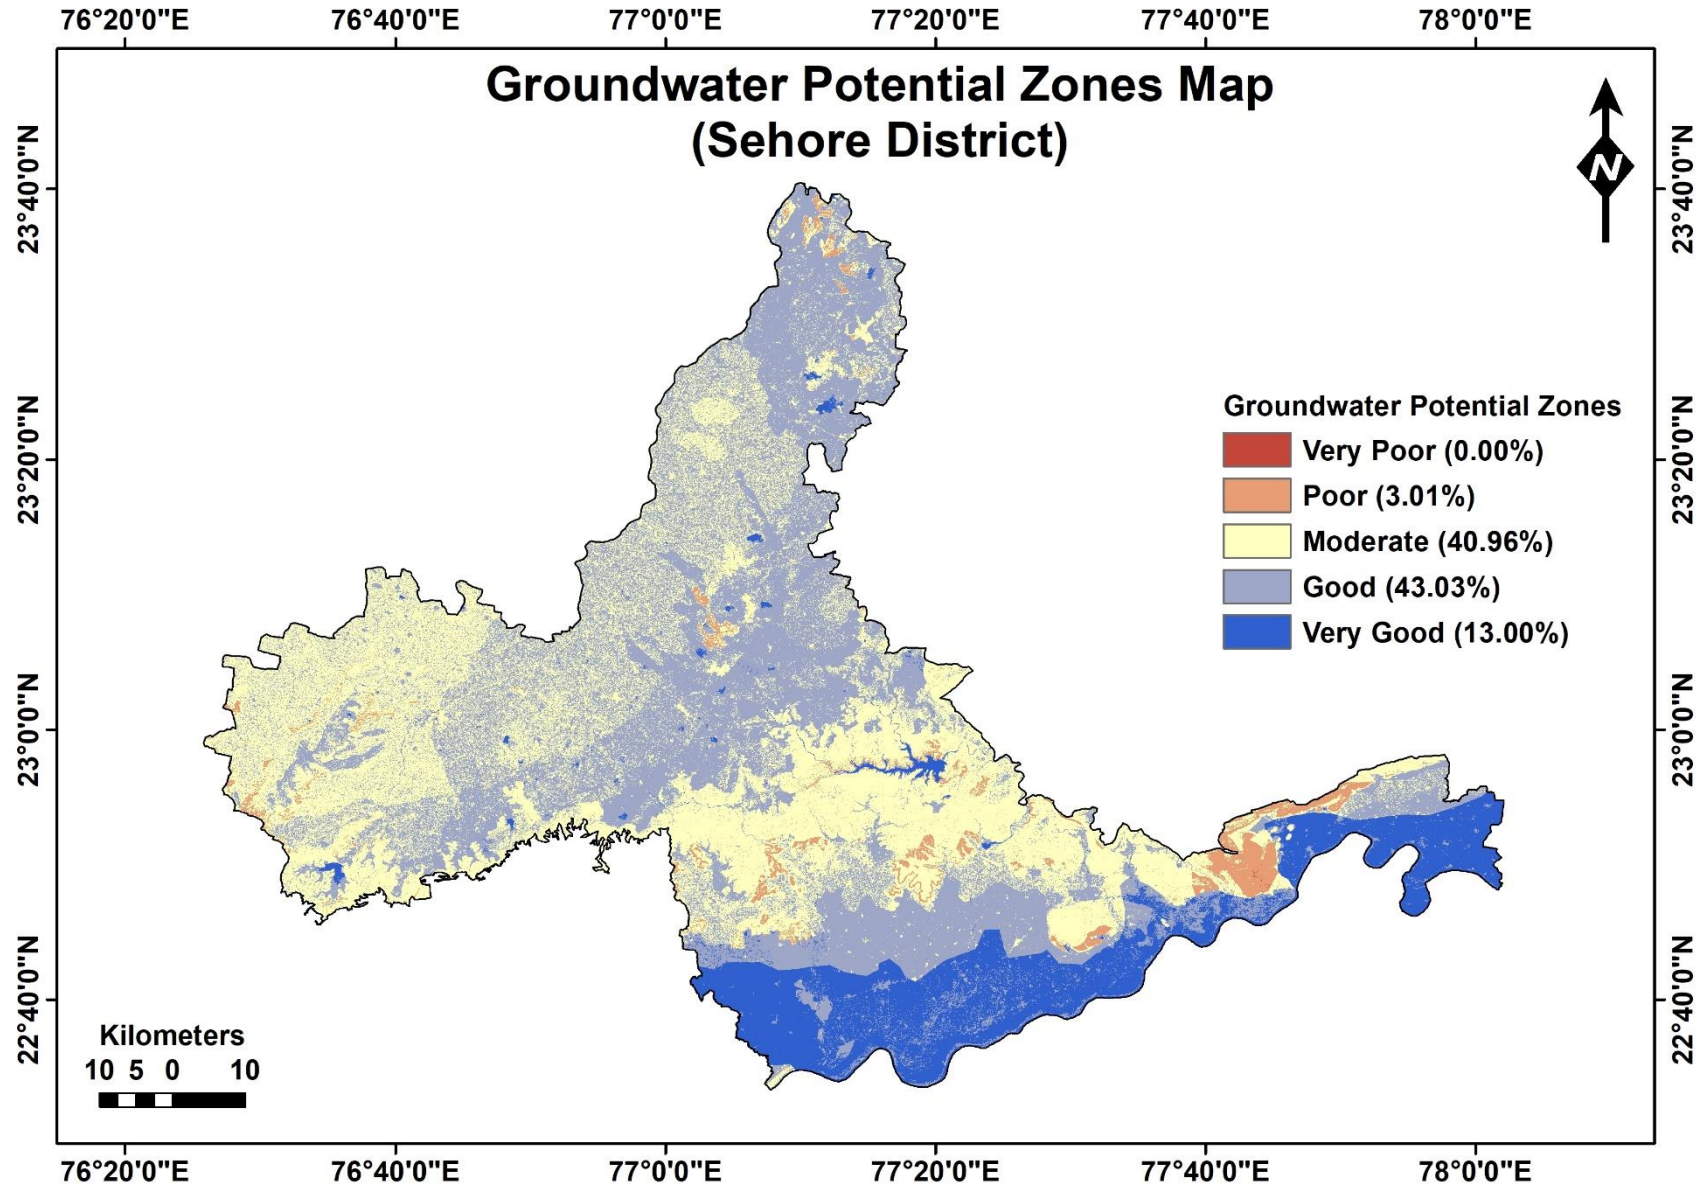 76°20'0"E 76°40'0"E 77°0'0"E 77°20'0"E 77°40'0"E 78°0'0"E
Groundwater Potential Zones Map
(Sehore District)
N
23°40'0"N
23°20'0"N
23°0'0"N
22°40'0"N
23°40'0"N
23°20'0"N
23°0'0"N
22°40'0"N
Groundwater Potential Zones
Very Poor (0.00%)
Poor (3.01%)
Moderate (40.96%)
Good (43.03%)
Very Good (13.00%)
Kilometers
10 5 0 10
76°20'0"E 76°40'0"E 77°0'0"E 77°20'0"E 77°40'0"E 78°0'0"E